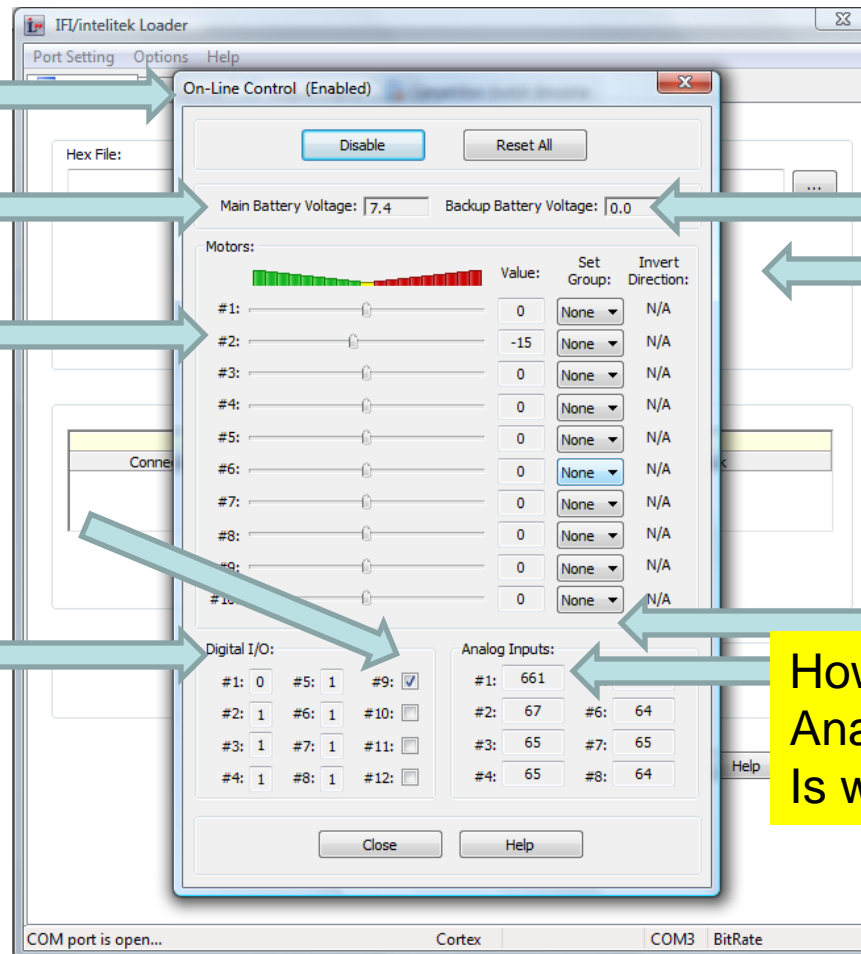 IFI/intelitek Loader
Port Setting Options Help
On-Line Control (Enabled)
Disable Reset All
Hex File:
...
Main Battery Voltage: 7.4 Backup Battery Voltage: 0.0
Motors:
Value: Set Group: Invert Direction:
#1: 0 None N/A
#2: -15 None N/A
#3: 0 None N/A
#4: 0 None N/A
#5: 0 None N/A
#6: 0 None N/A
#7: 0 None N/A
#8: 0 None N/A
#9: 0 None N/A
0 None N/A
Digital I/O: Analog Inputs:
#1: 0 #5: 1 #9: #1: 661
#2: 1 #6: 1 #10: #2: 67 #6: 64
#3: 1 #7: 1 #11: #3: 65 #7: 65
#4: 1 #8: 1 #12: #4: 65 #8: 64
Help
Is
Close Help
COM port is open... Cortex COM3 BitRate